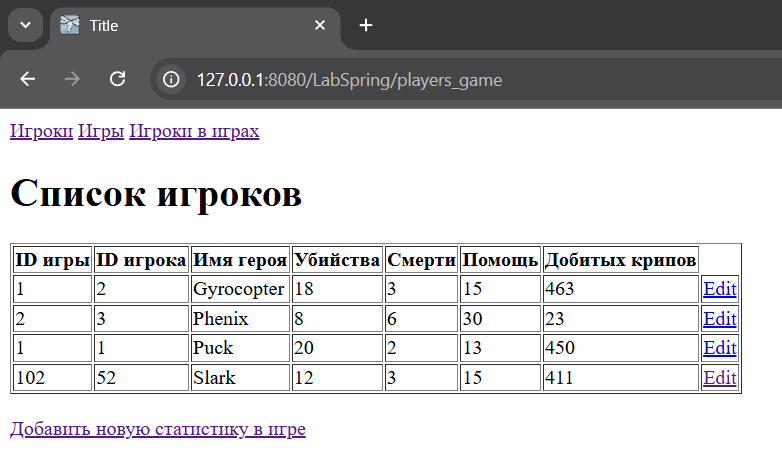 Title
127.0.0.1:8080/LabSpring/players_game
Игроки Игры Игроки в играх
Список игроков
ID игры ID игрока Имя героя Убийства Смерти Помощь Добитых крипов
1 2 Gyrocopter 18 3 15 463 Edit
2 3 Phenix 8 6 30 23 Edit
1 1 Puck 20 2 13 450 Edit
102 52 Slark 12 3 15 411 Edit
Добавить новую статистику в игре